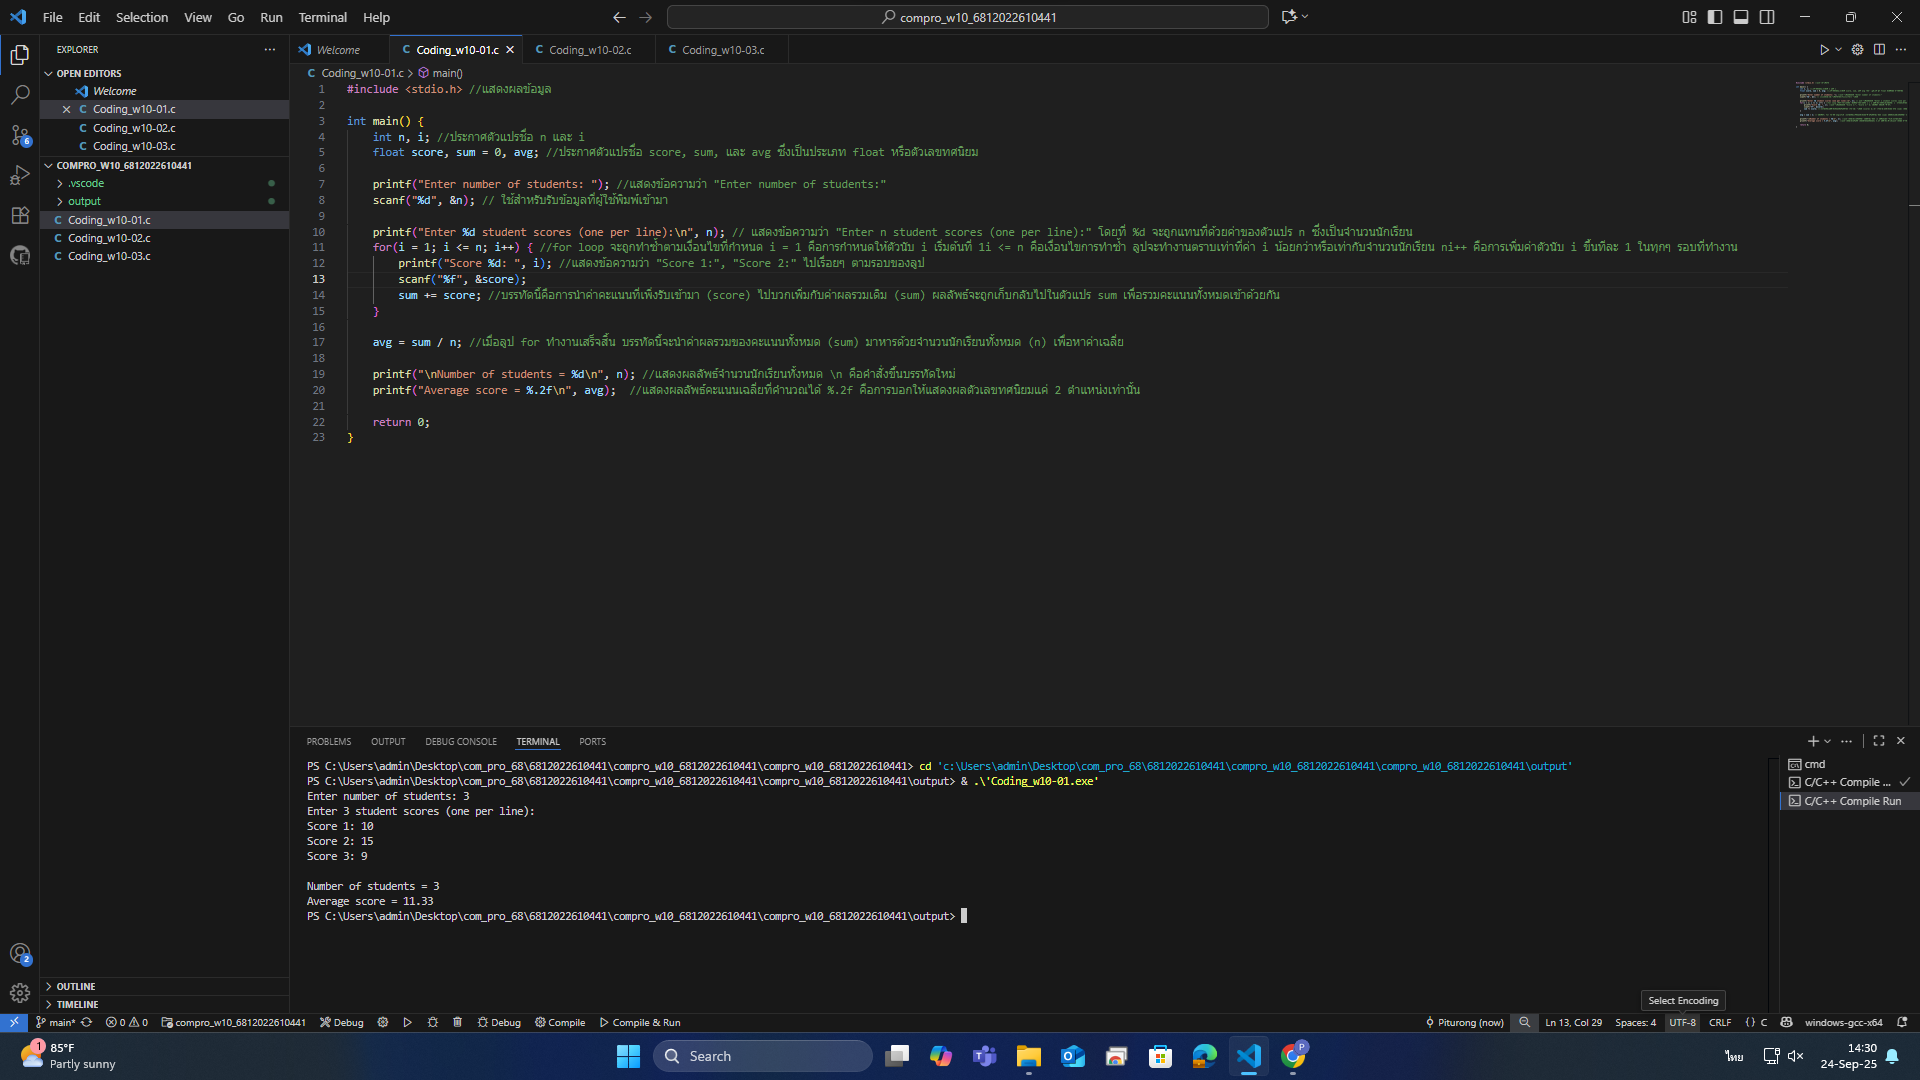 File Edit Selection View Go Run Terminal Help
compro_w10_6812022610441
EXPLORER
OPEN EDITORS
Welcome
Coding_w10-01.c
Coding_w10-02.c
Coding_w10-03.c
COMPRO_W10_6812022610441
.vscode
output
Coding_w10-01.c
Coding_w10-02.c
Coding_w10-03.c
OUTLINE
TIMELINE
Welcome C Coding_w10-01.c C Coding_w10-02.c C Coding_w10-03.c
C Coding_w10-01.c > main()
1 #include <stdio.h> //แสดงผลข้อมูล
2
3 int main() {
4 int n, i; //ประกาศตัวแปรชื่อ n และ i
5 float score, sum = 0, avg; //ประกาศตัวแปรชื่อ score, sum, และ avg ซึ่งเป็นประเภท float หรือตัวเลขทศนิยม
6
7 printf("Enter number of students: "); //แสดงข้อความว่า "Enter number of students:"
8 scanf("%d", &n); // ใช้สำหรับรับข้อมูลที่ผู้ใช้พิมพ์เข้ามา
9
10 printf("Enter %d student scores (one per line):\n", n); // แสดงข้อความว่า "Enter n student scores (one per line):" โดยที่ %d จะถูกแทนที่ด้วยค่าของตัวแปร n ซึ่งเป็นจำนวนนักเรียน
11 for(i = 1; i <= n; i++) { //for loop จะถูกทำซ้ำตามเงื่อนไขที่กำหนด i = 1 คือการกำหนดให้ตัวนับ i เริ่มต้นที่ 1i <= n คือเงื่อนไขการทำซ้ำ ลูปจะทำงานตราบเท่าที่ค่า i น้อยกว่าหรือเท่ากับจำนวนนักเรียน ni++ คือการเพิ่มค่าตัวนับ i ขึ้นทีละ 1 ในทุกๆ รอบที่ทำงาน
12 printf("Score %d: ", i); //แสดงข้อความว่า "Score 1:", "Score 2:" ไปเรื่อยๆ ตามรอบของลูป
13 scanf("%f", &score);
14 sum += score; //บรรทัดนี้คือการนำค่าคะแนนที่เพิ่งรับเข้ามา (score) ไปบวกเพิ่มกับค่าผลรวมเดิม (sum) ผลลัพธ์จะถูกเก็บกลับไปในตัวแปร sum เพื่อรวมคะแนนทั้งหมดเข้าด้วยกัน
15 }
16
17 avg = sum / n; //เมื่อลูป for ทำงานเสร็จสิ้น บรรทัดนี้จะนำค่าผลรวมของคะแนนทั้งหมด (sum) มาหารด้วยจำนวนนักเรียนทั้งหมด (n) เพื่อหาค่าเฉลี่ย
18
19 printf("\nNumber of students = %d\n", n); //แสดงผลลัพธ์จำนวนนักเรียนทั้งหมด \n คือคำสั่งขึ้นบรรทัดใหม่
20 printf("Average score = %.2f\n", avg); //แสดงผลลัพธ์คะแนนเฉลี่ยที่คำนวณได้ %.2f คือการบอกให้แสดงผลตัวเลขทศนิยมแค่ 2 ตำแหน่งเท่านั้น
21
22 return 0;
23 }
PROBLEMS OUTPUT DEBUG CONSOLE TERMINAL PORTS
PS C:\Users\admin\Desktop\com_pro_68\6812022610441\compro_w10_6812022610441\compro_w10_6812022610441> cd 'c:\Users\admin\Desktop\com_pro_68\6812022610441\compro_w10_6812022610441\compro_w10_6812022610441\output'
PS C:\Users\admin\Desktop\com_pro_68\6812022610441\compro_w10_6812022610441\compro_w10_6812022610441\output> & .\'Coding_w10-01.exe'
Enter number of students: 3
Enter 3 student scores (one per line):
Score 1: 10
Score 2: 15
Score 3: 9
Number of students = 3
Average score = 11.33
PS C:\Users\admin\Desktop\com_pro_68\6812022610441\compro_w10_6812022610441\compro_w10_6812022610441\output>
cmd
C/C++ Compile ...
C/C++ Compile Run
Select Encoding
main* 0 0 compro_w10_6812022610441 Debug Debug Compile Compile & Run Piturong (now) Ln 13, Col 29 Spaces: 4 UTF-8 CRLF {} C windows-gcc-x64
6
2
1
85°F
Partly sunny
Search
P
ไทย
14:30
24-Sep-25